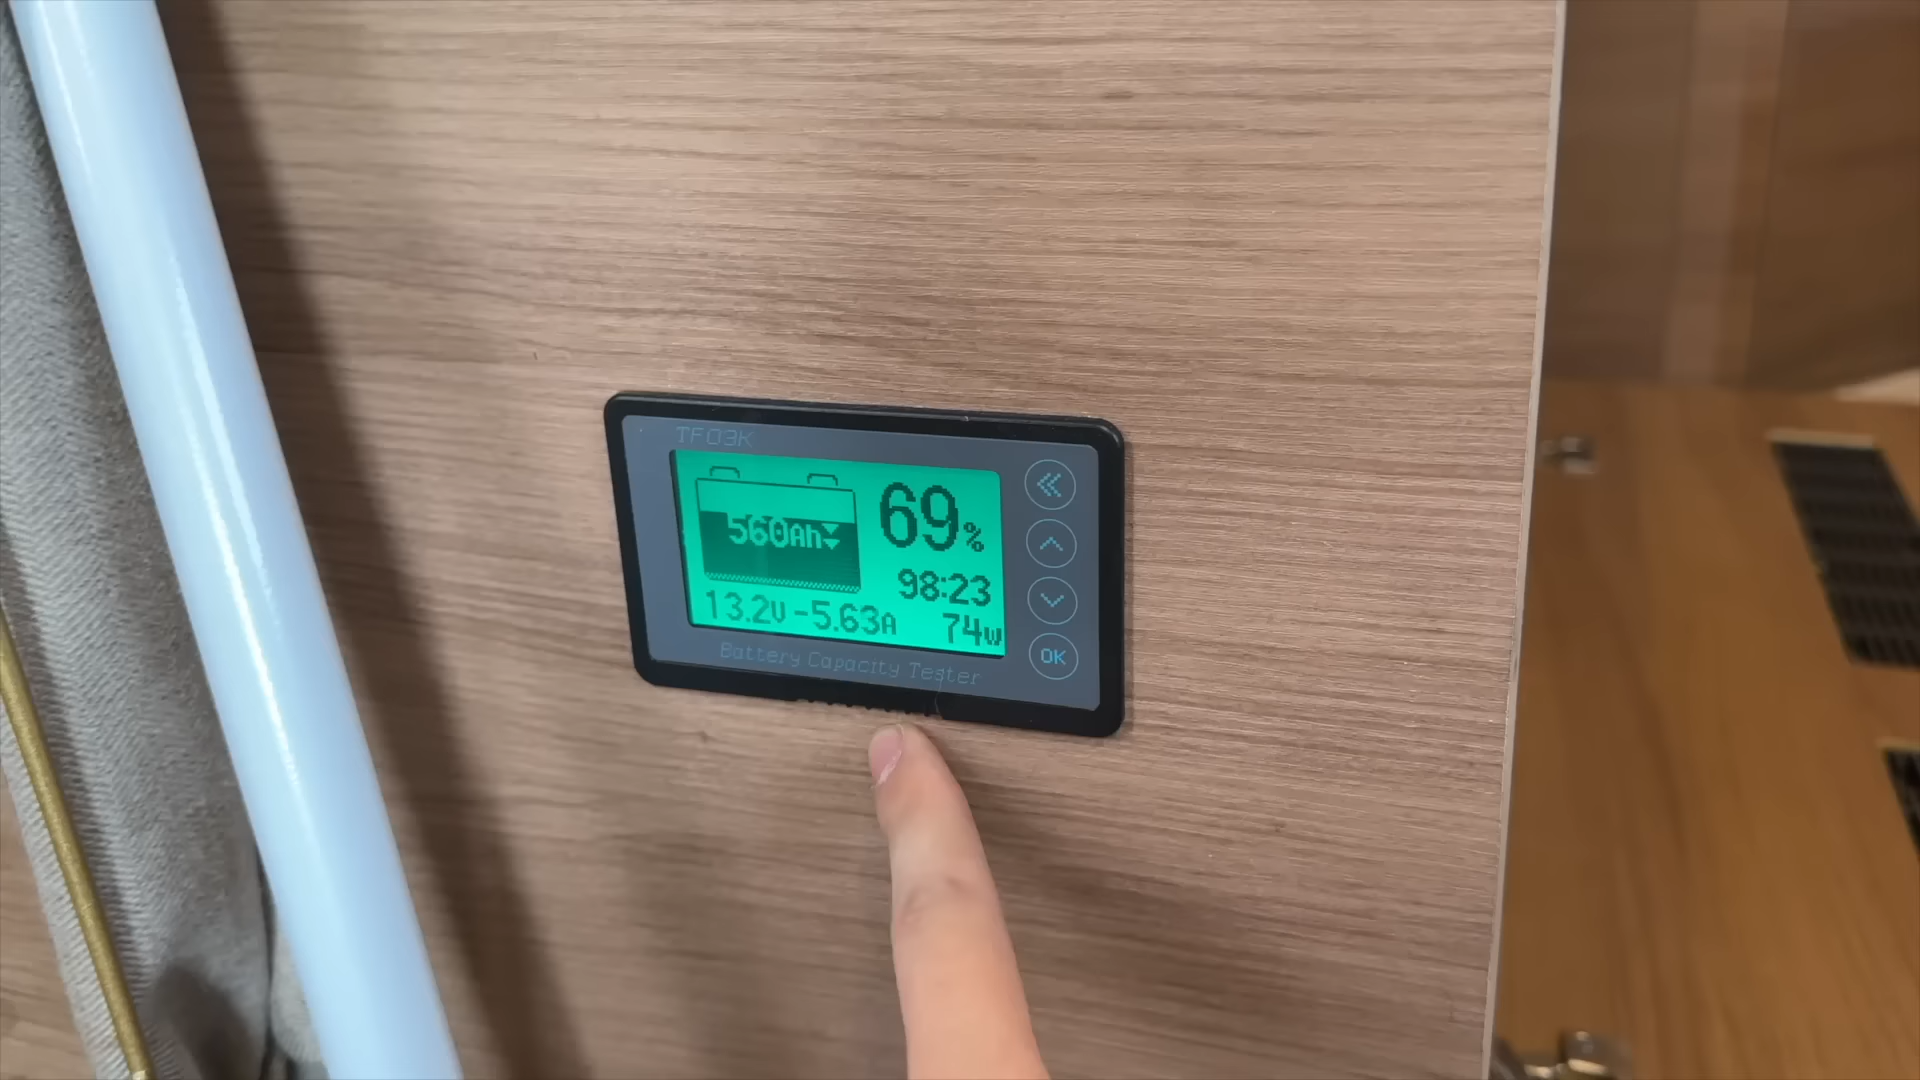 TF03K
560Ah
69%
98:23
13.2V -5.63A 74W
Battery Capacity Tester
OK